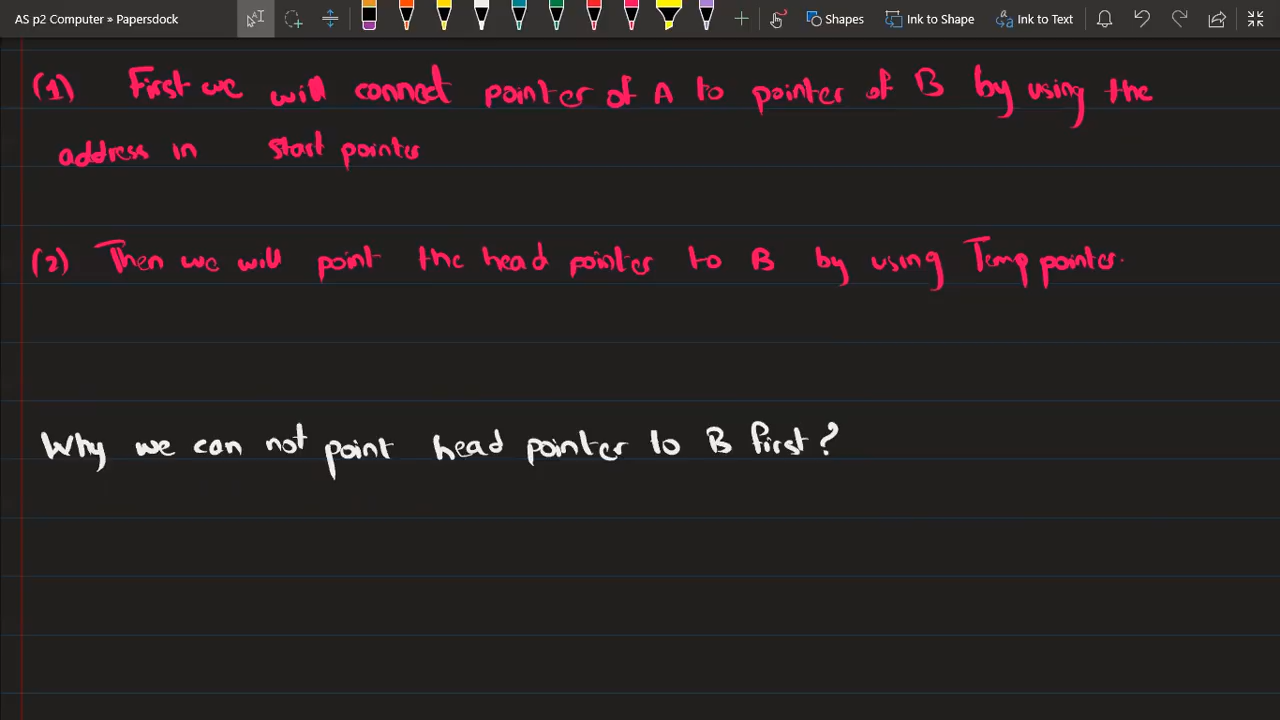 AS p2 Computer » Papersdock
Shapes
Ink to Shape
Ink to Text
(1) First we will connect pointer of A to pointer of B by using the
address in start pointer
(2) Then we will point the head pointer to B by using Temp pointer.
Why we can not point head pointer to B first?